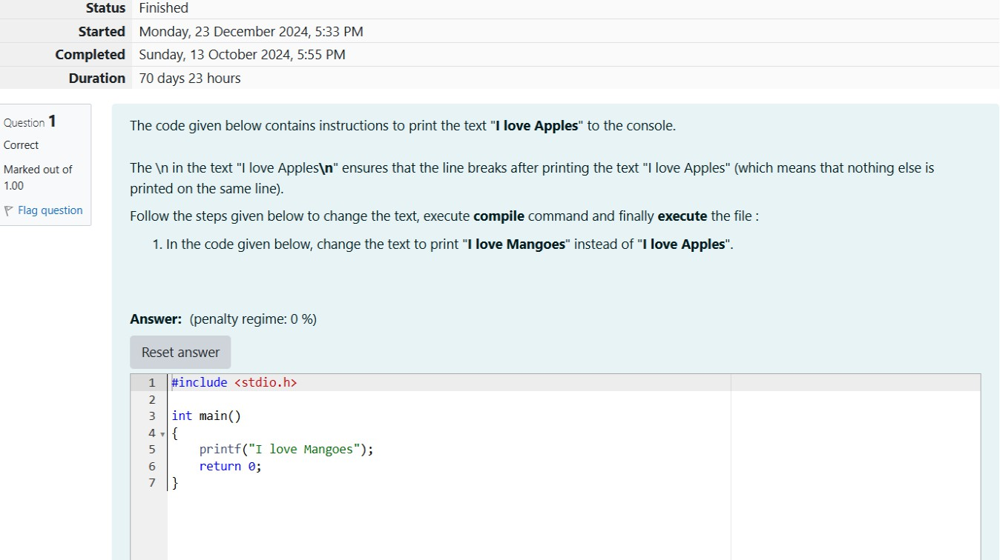 Status Finished
Started Monday, 23 December 2024, 5:33 PM
Completed Sunday, 13 October 2024, 5:55 PM
Duration 70 days 23 hours
Question 1
Correct
Marked out of
1.00
Flag question
The code given below contains instructions to print the text "I love Apples" to the console.
The \n in the text "I love Apples\n" ensures that the line breaks after printing the text "I love Apples" (which means that nothing else is
printed on the same line).
Follow the steps given below to change the text, execute compile command and finally execute the file :
1. In the code given below, change the text to print "I love Mangoes" instead of "I love Apples".
Answer: (penalty regime: 0 %)
Reset answer
1 #include <stdio.h>
2
3 int main()
4 {
5 printf("I love Mangoes");
6 return 0;
7 }